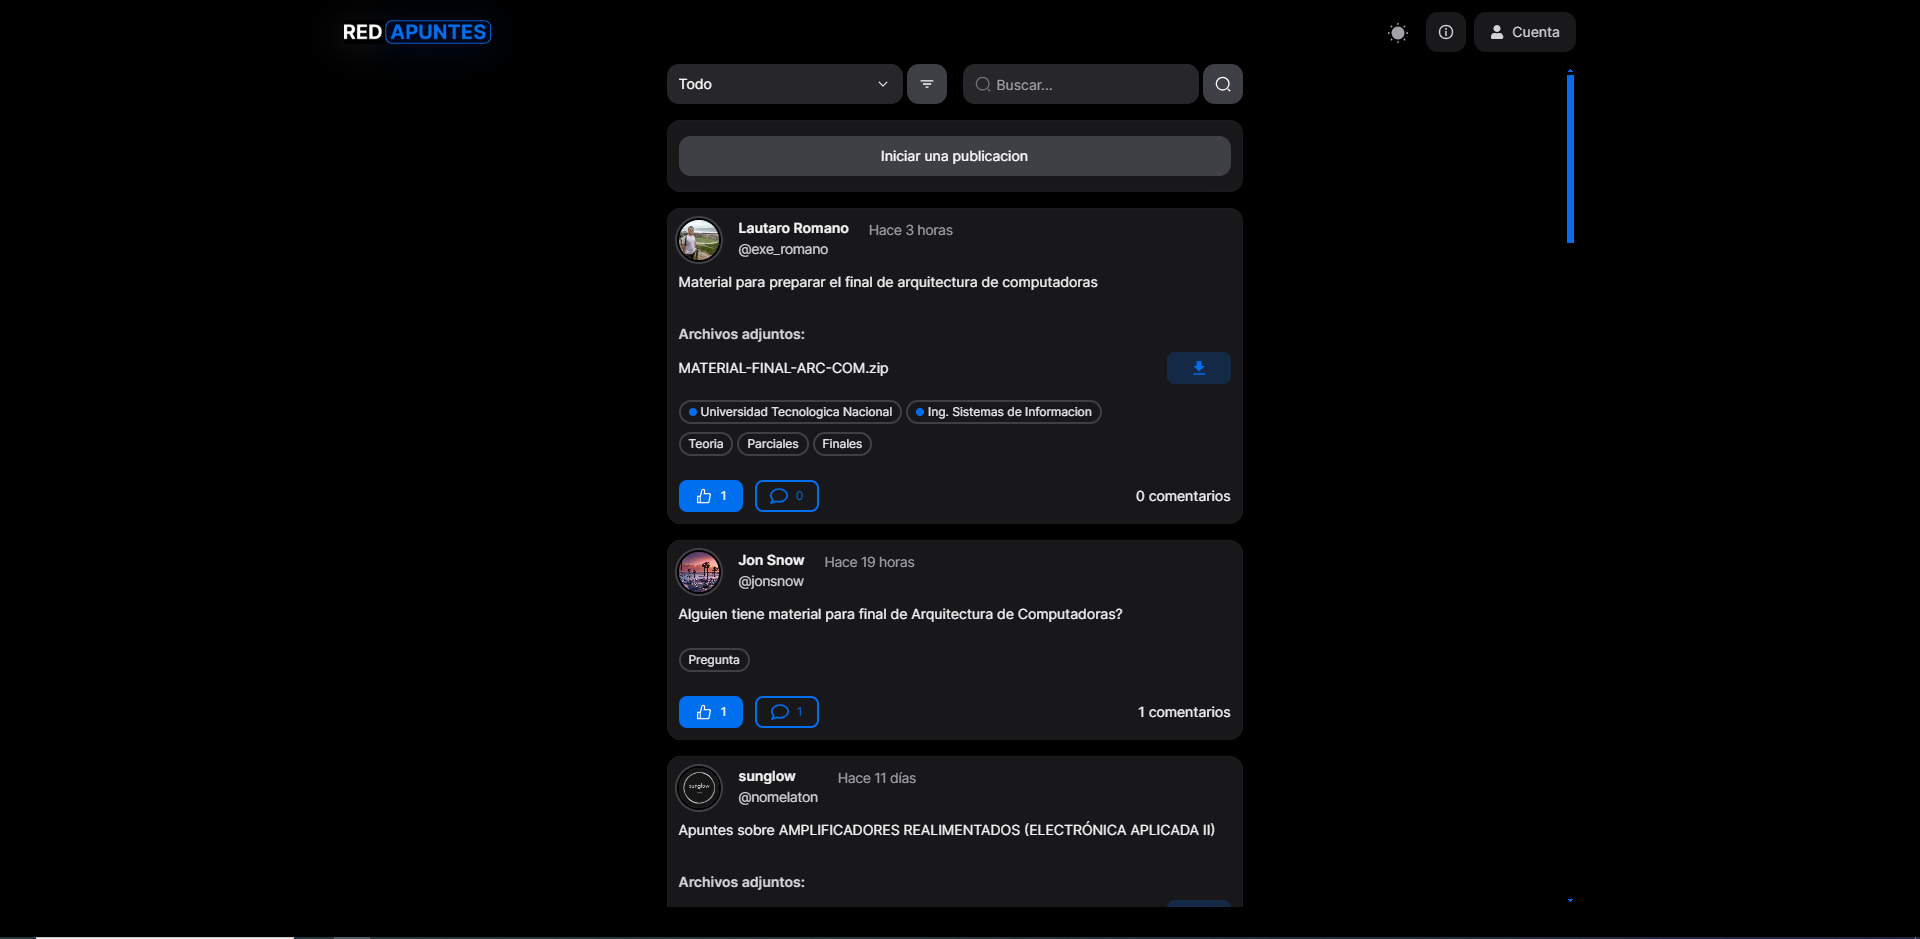 RED APUNTES
Cuenta
Todo
Buscar...
Iniciar una publicacion
Lautaro Romano Hace 3 horas
@exe_romano
Material para preparar el final de arquitectura de computadoras
Archivos adjuntos:
MATERIAL-FINAL-ARC-COM.zip
Universidad Tecnologica Nacional Ing. Sistemas de Informacion
Teoria Parciales Finales
1 0 0 comentarios
Jon Snow Hace 19 horas
@jonsnow
Alguien tiene material para final de Arquitectura de Computadoras?
Pregunta
1 1 1 comentarios
sunglow Hace 11 días
sunglow
@nomelaton
Apuntes sobre AMPLIFICADORES REALIMENTADOS (ELECTRÓNICA APLICADA II)
Archivos adjuntos: